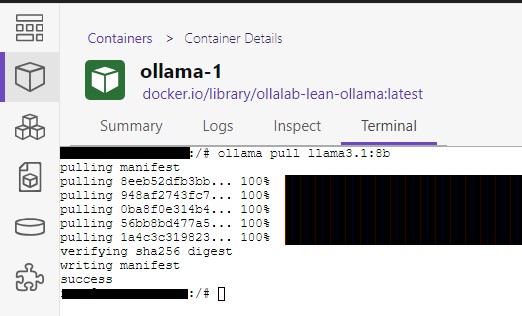 Containers > Container Details
ollama-1
docker.io/library/ollalab-lean-ollama:latest
Summary Logs Inspect Terminal
:/# ollama pull llama3.1:8b
pulling manifest
pulling 8eeb52dfb3bb... 100%
pulling 948af2743fc7... 100%
pulling 0ba8f0e314b4... 100%
pulling 56bb8bd477a5... 100%
pulling 1a4c3c319823... 100%
verifying sha256 digest
writing manifest
success
:/#